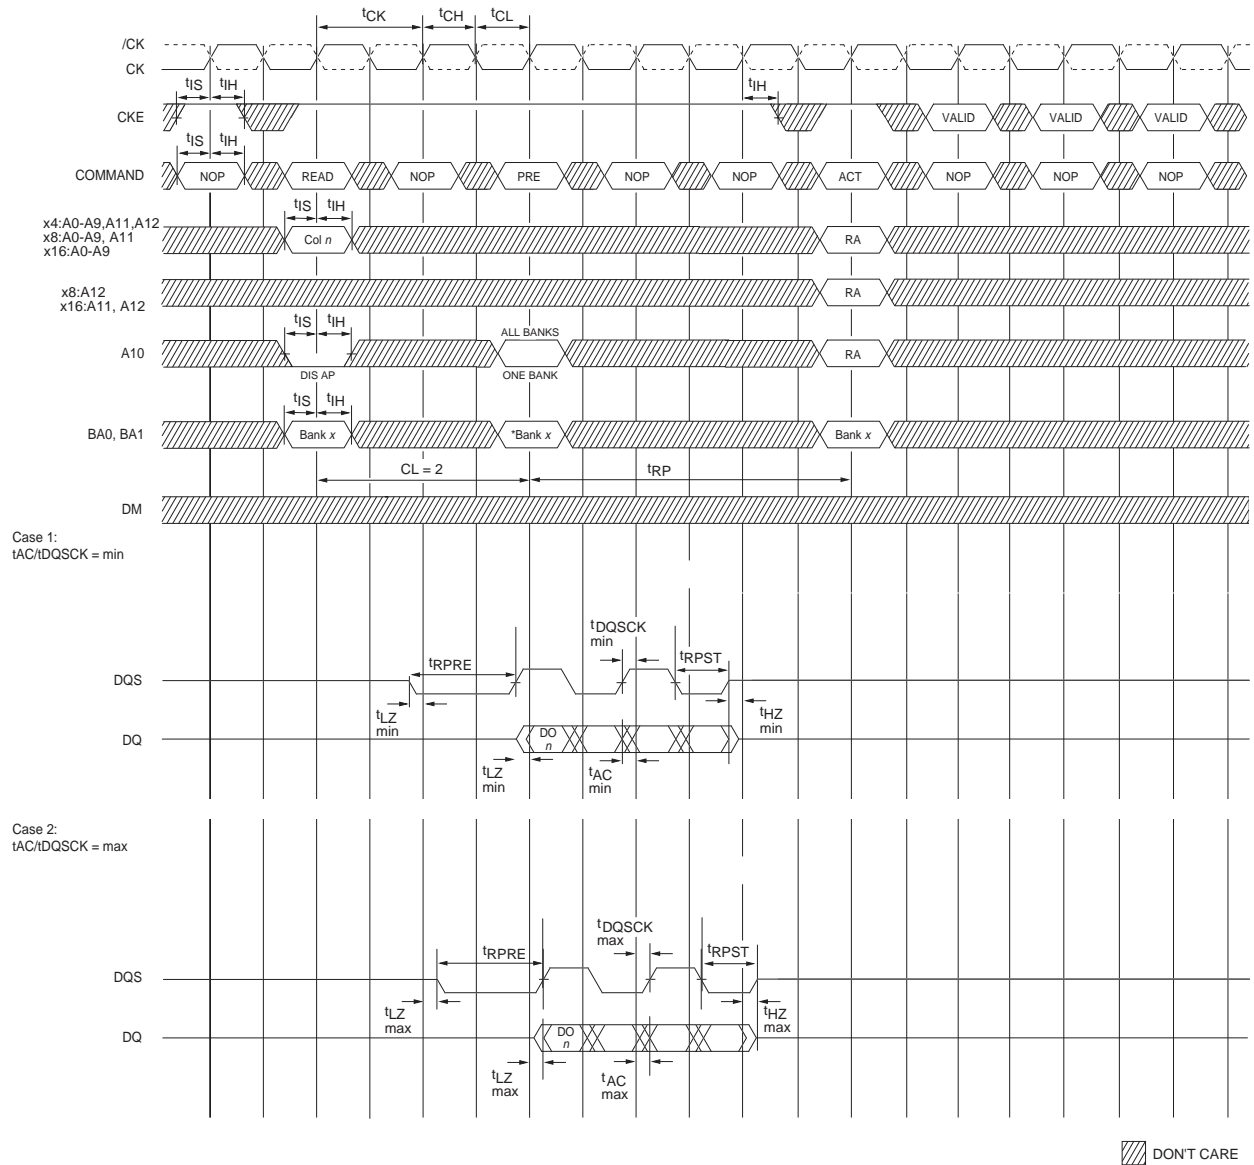 tCK tCH tCL
/CK
CK
tIS tIH tIH
CKE VALID VALID VALID
tIS tIH
COMMAND NOP READ NOP PRE NOP NOP ACT NOP NOP NOP
tIS tIH
x4:A0-A9,A11,A12
x8:A0-A9, A11
x16:A0-A9
Col n RA
x8:A12
x16:A11, A12
RA
tIS tIH ALL BANKS
A10 RA
DIS AP ONE BANK
tIS tIH
BA0, BA1 Bank x *Bank x Bank x
CL = 2 tRP
DM
Case 1:
tAC/tDQSCK = min
tDQSCK
min
tRPRE tRPST
DQS
tLZ
min
tHZ
min
DQ DO
n
tLZ
min
tAC
min
Case 2:
tAC/tDQSCK = max
tDQSCK
max
tRPRE tRPST
DQS
tLZ
max
tHZ
max
DQ DO
n
tLZ
max
tAC
max
DON'T CARE